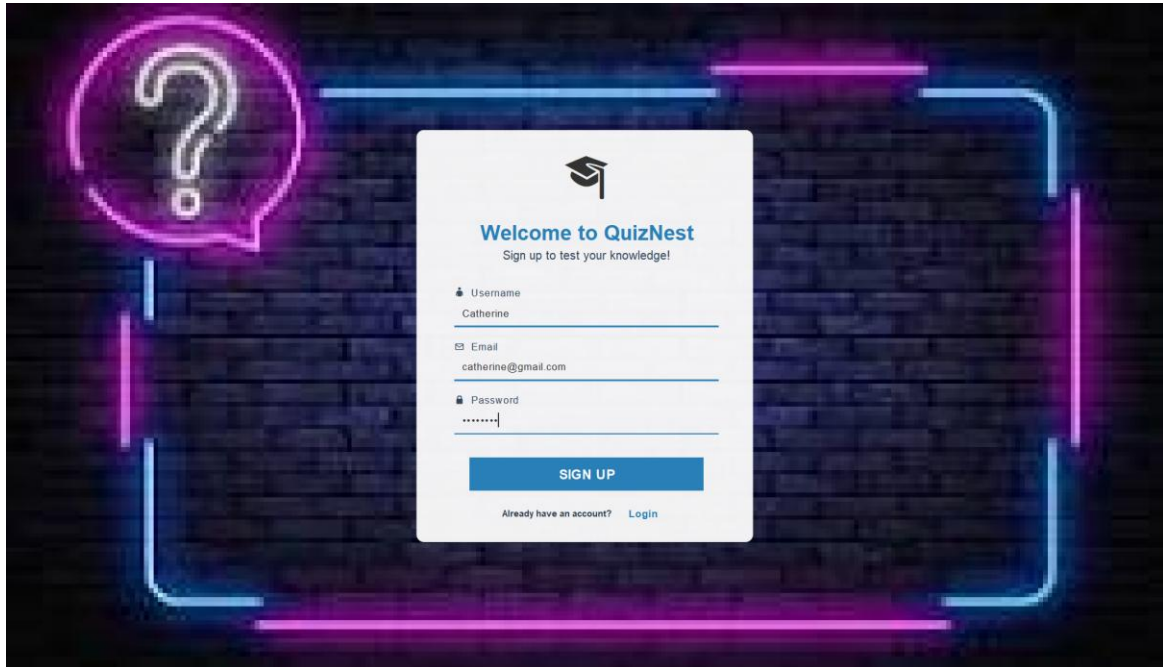 ?
Welcome to QuizNest
Sign up to test your knowledge!
Username
Catherine
Email
catherine@gmail.com
Password
••••••••
SIGN UP
Already have an account? Login